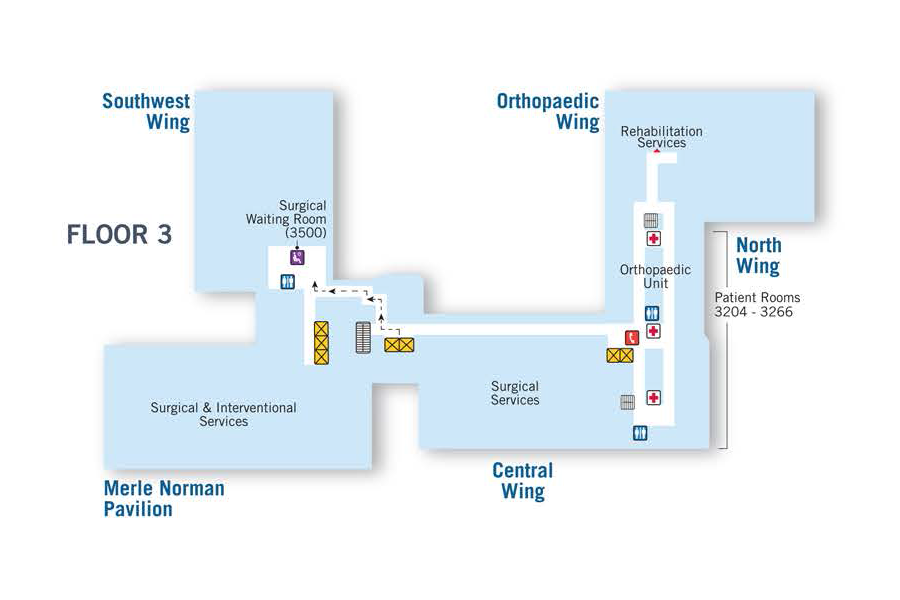 Southwest
Wing
Orthopaedic
Wing
Rehabilitation
Services
Surgical
Waiting Room
(3500)
FLOOR 3
North
Wing
Orthopaedic
Unit
Patient Rooms
3204 - 3266
Surgical
Services
Surgical & Interventional
Services
Central
Wing
Merle Norman
Pavilion